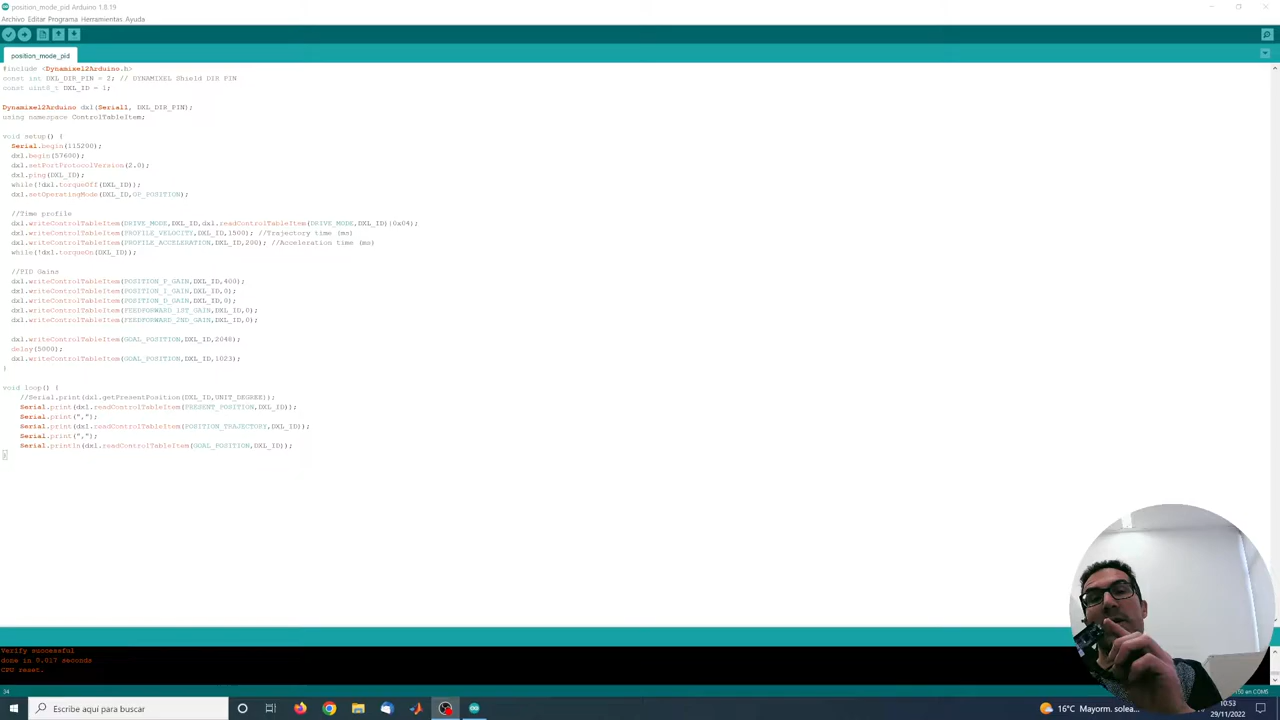 position_mode_pid Arduino 1.8.19
Archivo Editar Programa Herramientas Ayuda
position_mode_pid
#include <Dynamixel2Arduino.h>
const int DXL_DIR_PIN = 2; // DYNAMIXEL Shield DIR PIN
const uint8_t DXL_ID = 1;
Dynamixel2Arduino dxl(Serial1, DXL_DIR_PIN);
using namespace ControlTableItem;
void setup() {
Serial.begin(115200);
dxl.begin(57600);
dxl.setPortProtocolVersion(2.0);
dxl.ping(DXL_ID);
while(!dxl.torqueOff(DXL_ID));
dxl.setOperatingMode(DXL_ID,OP_POSITION);
//Time profile
dxl.writeControlTableItem(DRIVE_MODE,DXL_ID,dxl.readControlTableItem(DRIVE_MODE,DXL_ID)|0x04);
dxl.writeControlTableItem(PROFILE_VELOCITY,DXL_ID,1500); //Trajectory time (ms)
dxl.writeControlTableItem(PROFILE_ACCELERATION,DXL_ID,200); //Acceleration time (ms)
while(!dxl.torqueOn(DXL_ID));
//PID Gains
dxl.writeControlTableItem(POSITION_P_GAIN,DXL_ID,400);
dxl.writeControlTableItem(POSITION_I_GAIN,DXL_ID,0);
dxl.writeControlTableItem(POSITION_D_GAIN,DXL_ID,0);
dxl.writeControlTableItem(FEEDFORWARD_1ST_GAIN,DXL_ID,0);
dxl.writeControlTableItem(FEEDFORWARD_2ND_GAIN,DXL_ID,0);
dxl.writeControlTableItem(GOAL_POSITION,DXL_ID,2048);
delay(5000);
dxl.writeControlTableItem(GOAL_POSITION,DXL_ID,1023);
}
void loop() {
//Serial.print(dxl.getPresentPosition(DXL_ID,UNIT_DEGREE));
Serial.print(dxl.readControlTableItem(PRESENT_POSITION,DXL_ID));
Serial.print(",");
Serial.print(dxl.readControlTableItem(POSITION_TRAJECTORY,DXL_ID));
Serial.print(",");
Serial.println(dxl.readControlTableItem(GOAL_POSITION,DXL_ID));
}
Verify successful
done in 0.017 seconds
CPU reset.
34
en COM5
Escribe aquí para buscar
16°C Mayorm. solea...
10:53
29/11/2022